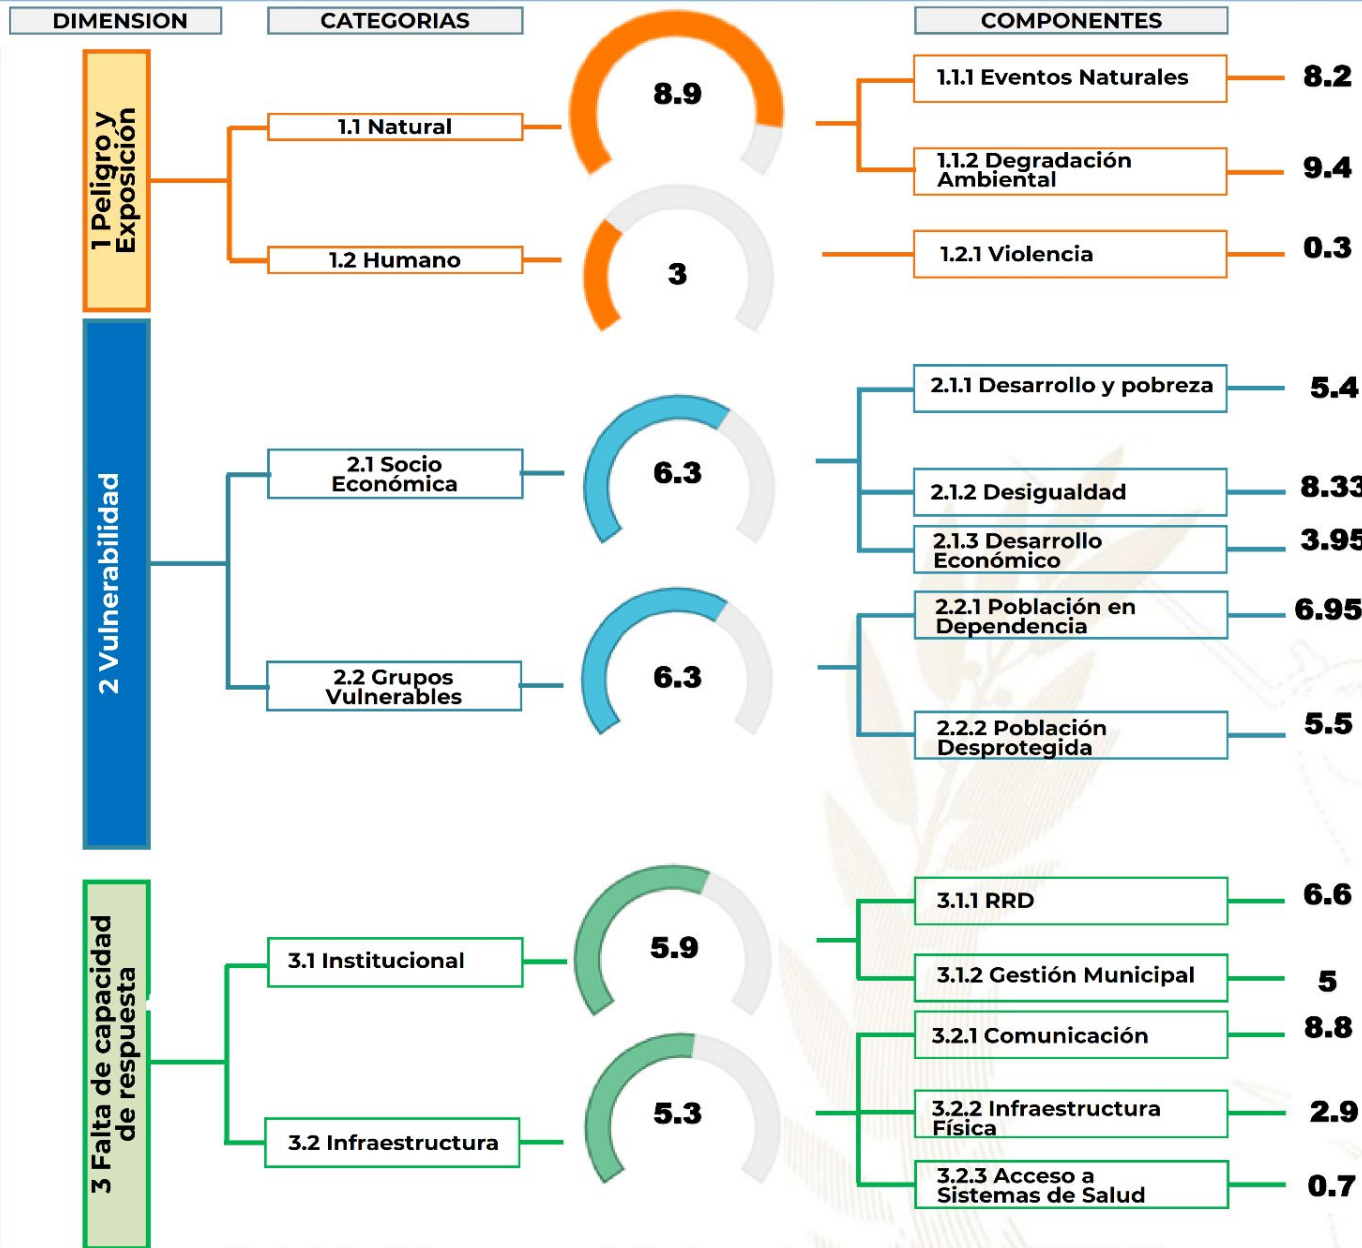 DIMENSION
CATEGORIAS
COMPONENTES
1 Peligro y
Exposición
1.1 Natural
8.9
1.1.1 Eventos Naturales
8.2
1.1.2 Degradación
Ambiental
9.4
1.2 Humano
3
1.2.1 Violencia
0.3
2 Vulnerabilidad
2.1 Socio
Económica
6.3
2.1.1 Desarrollo y pobreza
5.4
2.1.2 Desigualdad
8.33
2.1.3 Desarrollo
Económico
3.95
2.2 Grupos
Vulnerables
6.3
2.2.1 Población en
Dependencia
6.95
2.2.2 Población
Desprotegida
5.5
3 Falta de capacidad
de respuesta
3.1 Institucional
5.9
3.1.1 RRD
6.6
3.1.2 Gestión Municipal
5
3.2 Infraestructura
5.3
3.2.1 Comunicación
8.8
3.2.2 Infraestructura
Física
2.9
3.2.3 Acceso a
Sistemas de Salud
0.7